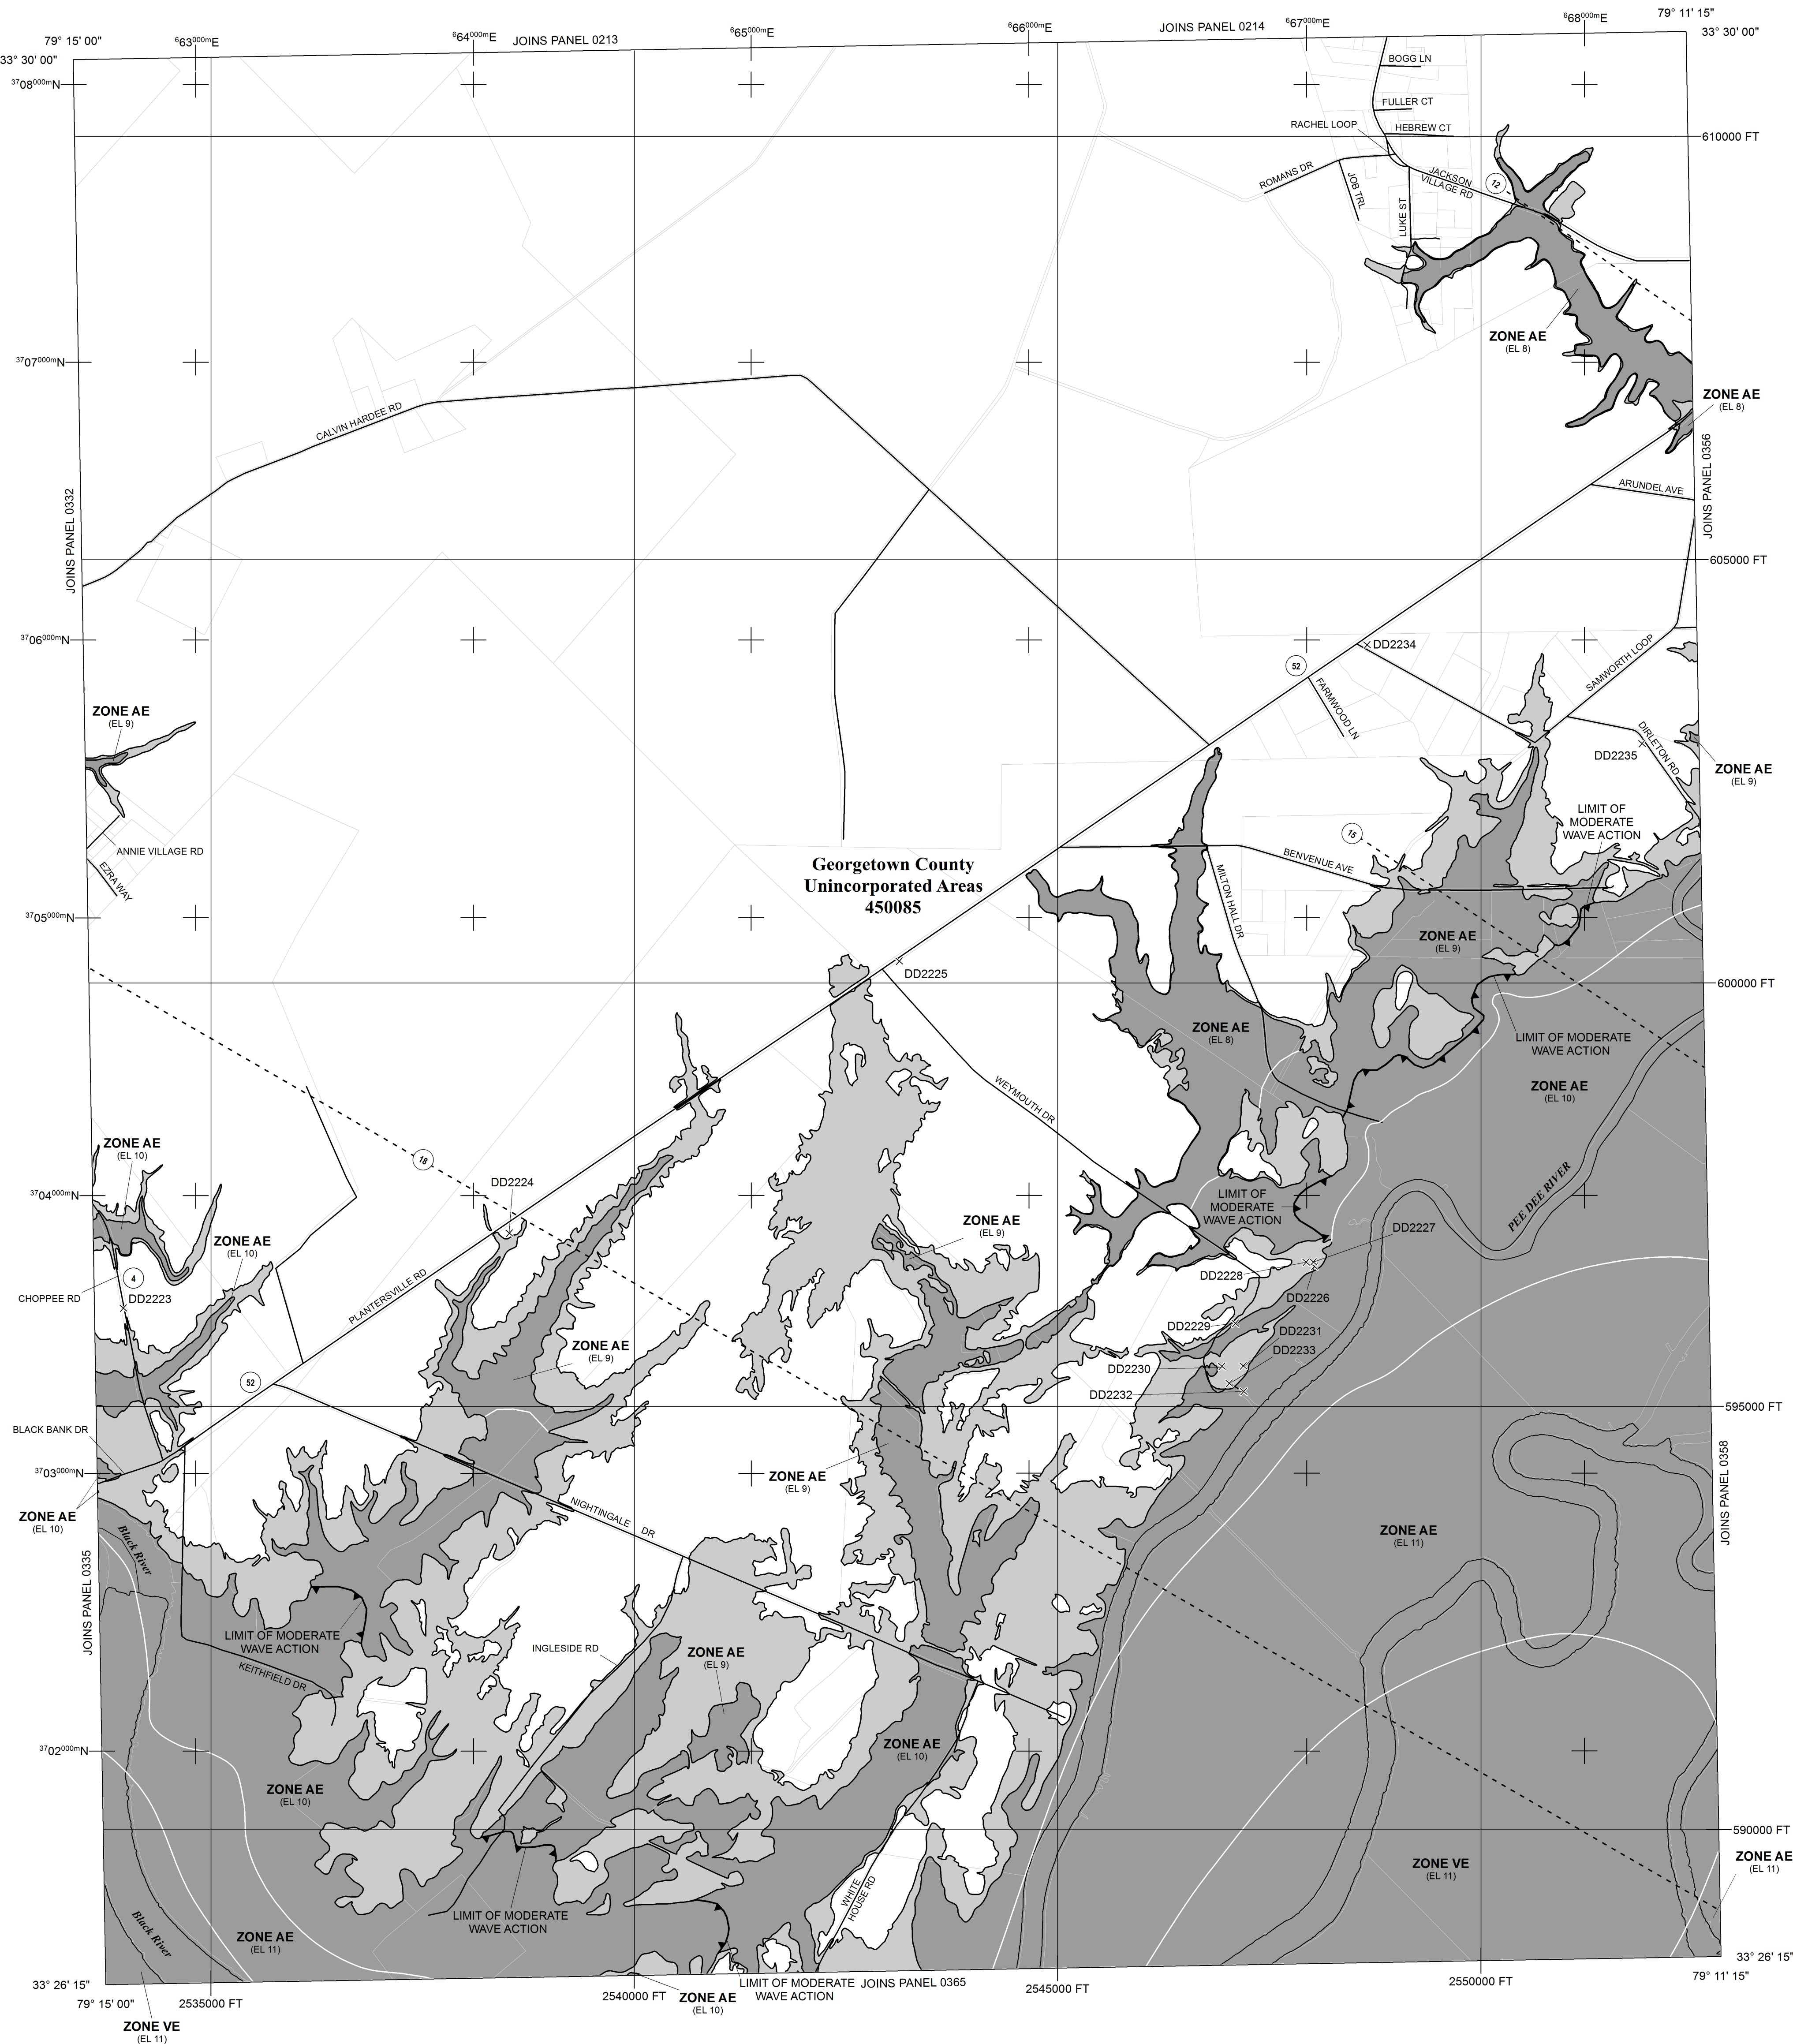 79° 15' 00"
663000mE
664000mE
JOINS PANEL 0213
665000mE
666000mE
JOINS PANEL 0214
667000mE
668000mE
79° 11' 15"
33° 30' 00"
33° 30' 00"
3708000mN
BOGG LN
FULLER CT
RACHEL LOOP
HEBREW CT
610000 FT
ROMANS DR
JOB TRL
JACKSON
VILLAGE RD
12
LUKE ST
ZONE AE
(EL 8)
3707000mN
ZONE AE
(EL 8)
CALVIN HARDEE RD
JOINS PANEL 0332
JOINS PANEL 0356
ARUNDEL AVE
605000 FT
3706000mN
DD2234
52
FARMWOOD LN
SAMWORTH LOOP
ZONE AE
(EL 9)
DIRLETON RD
DD2235
ZONE AE
(EL 9)
LIMIT OF
MODERATE
WAVE ACTION
15
ANNIE VILLAGE RD
EZRA WAY
BENVENUE AVE
MILTON HALL DR
Georgetown County
Unincorporated Areas
450085
3705000mN
ZONE AE
(EL 9)
DD2225
600000 FT
ZONE AE
(EL 8)
LIMIT OF MODERATE
WAVE ACTION
ZONE AE
(EL 10)
WEYMOUTH DR
ZONE AE
(EL 10)
18
DD2224
3704000mN
LIMIT OF
MODERATE
WAVE ACTION
PEE DEE RIVER
ZONE AE
(EL 9)
DD2227
ZONE AE
(EL 10)
4
DD2228
CHOPPEE RD
DD2223
DD2226
PLANTERSVILLE RD
DD2229
DD2231
ZONE AE
(EL 9)
DD2233
DD2230
52
DD2232
595000 FT
BLACK BANK DR
3703000mN
ZONE AE
(EL 9)
JOINS PANEL 0358
ZONE AE
(EL 10)
NIGHTINGALE DR
Black River
ZONE AE
(EL 11)
JOINS PANEL 0335
LIMIT OF MODERATE
WAVE ACTION
INGLESIDE RD
ZONE AE
(EL 9)
KEITHFIELD DR
3702000mN
ZONE AE
(EL 10)
ZONE AE
(EL 10)
590000 FT
ZONE VE
(EL 11)
ZONE AE
(EL 11)
WHITE
HOUSE RD
LIMIT OF MODERATE
WAVE ACTION
Black River
ZONE AE
(EL 11)
33° 26' 15"
33° 26' 15"
79° 15' 00"
2535000 FT
2540000 FT
LIMIT OF MODERATE
WAVE ACTION
JOINS PANEL 0365
2545000 FT
2550000 FT
79° 11' 15"
ZONE AE
(EL 10)
ZONE VE
(EL 11)